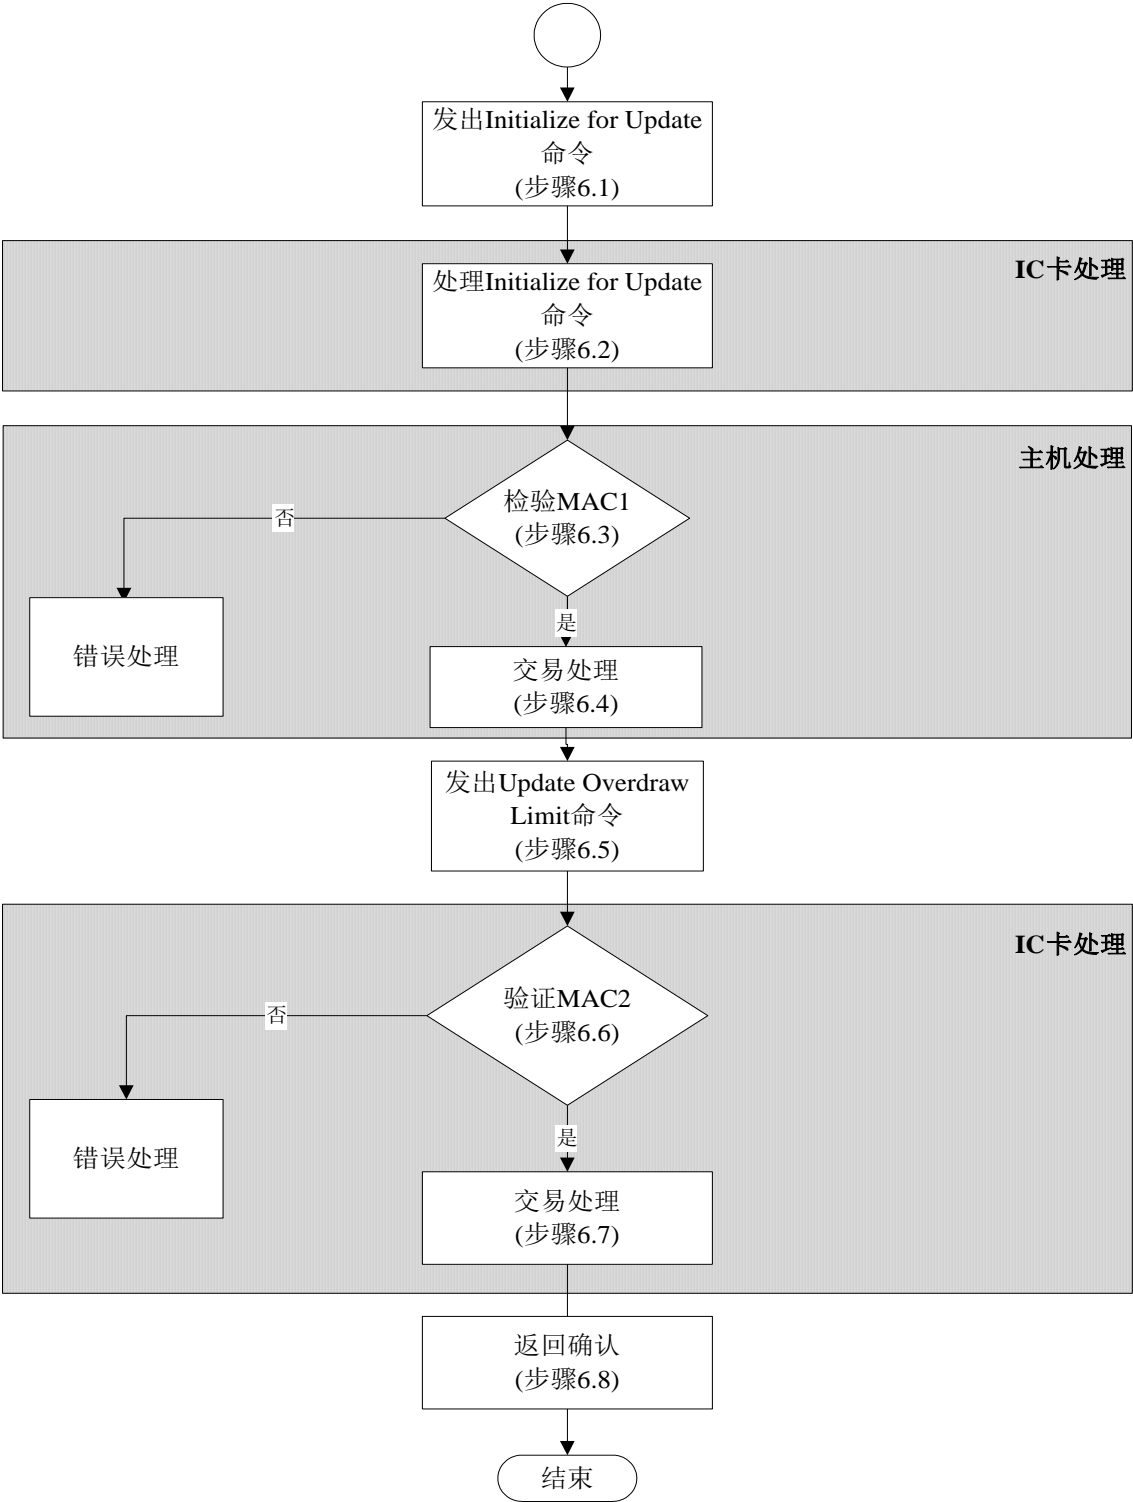 发出Initialize for Update
命令
(步骤6.1)
IC卡处理
处理Initialize for Update
命令
(步骤6.2)
主机处理
检验MAC1
(步骤6.3)
否
是
错误处理
交易处理
(步骤6.4)
发出Update Overdraw
Limit命令
(步骤6.5)
IC卡处理
验证MAC2
(步骤6.6)
否
是
错误处理
交易处理
(步骤6.7)
返回确认
(步骤6.8)
结束